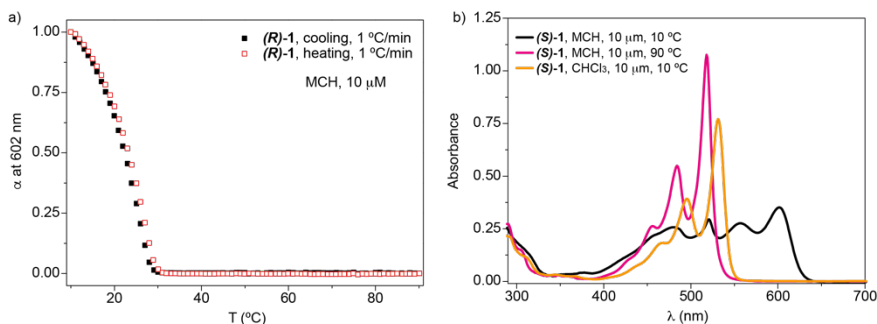 a)
(R)-1, cooling, 1 ºC/min
(R)-1, heating, 1 ºC/min
MCH, 10 μM
α at 602 nm
1.00
0.75
0.50
0.25
0.00
20
40
60
80
T (ºC)
b)
(S)-1, MCH, 10 μm, 10 ºC
(S)-1, MCH, 10 μm, 90 ºC
(S)-1, CHCl3, 10 μm, 10 ºC
Absorbance
1.25
1.00
0.75
0.50
0.25
0.00
300
400
500
600
700
λ (nm)